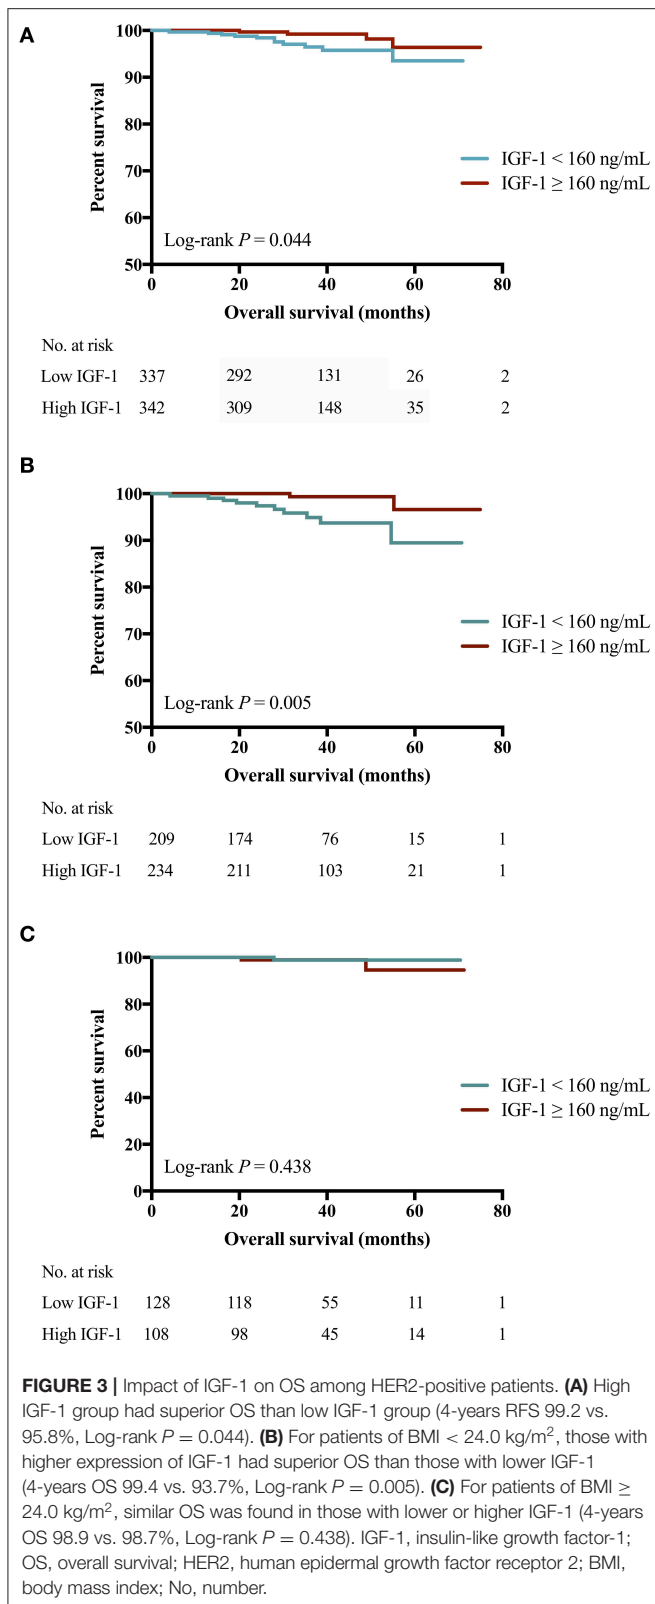 A
100
90
80
70
60
50
Percent survival
IGF-1 < 160 ng/mL
IGF-1 ≥ 160 ng/mL
Log-rank P = 0.044
0 20 40 60 80
Overall survival (months)
No. at risk
Low IGF-1 337 292 131 26 2
High IGF-1 342 309 148 35 2
B
100
90
80
70
60
50
Percent survival
IGF-1 < 160 ng/mL
IGF-1 ≥ 160 ng/mL
Log-rank P = 0.005
0 20 40 60 80
Overall survival (months)
No. at risk
Low IGF-1 209 174 76 15 1
High IGF-1 234 211 103 21 1
C
100
80
60
40
20
0
Percent survival
IGF-1 < 160 ng/mL
IGF-1 ≥ 160 ng/mL
Log-rank P = 0.438
0 20 40 60 80
Overall survival (months)
No. at risk
Low IGF-1 128 118 55 11 1
High IGF-1 108 98 45 14 1
FIGURE 3 | Impact of IGF-1 on OS among HER2-positive patients. (A) High
IGF-1 group had superior OS than low IGF-1 group (4-years RFS 99.2 vs.
95.8%, Log-rank P = 0.044). (B) For patients of BMI < 24.0 kg/m², those with
higher expression of IGF-1 had superior OS than those with lower IGF-1
(4-years OS 99.4 vs. 93.7%, Log-rank P = 0.005). (C) For patients of BMI ≥
24.0 kg/m², similar OS was found in those with lower or higher IGF-1 (4-years
OS 98.9 vs. 98.7%, Log-rank P = 0.438). IGF-1, insulin-like growth factor-1;
OS, overall survival; HER2, human epidermal growth factor receptor 2; BMI,
body mass index; No, number.